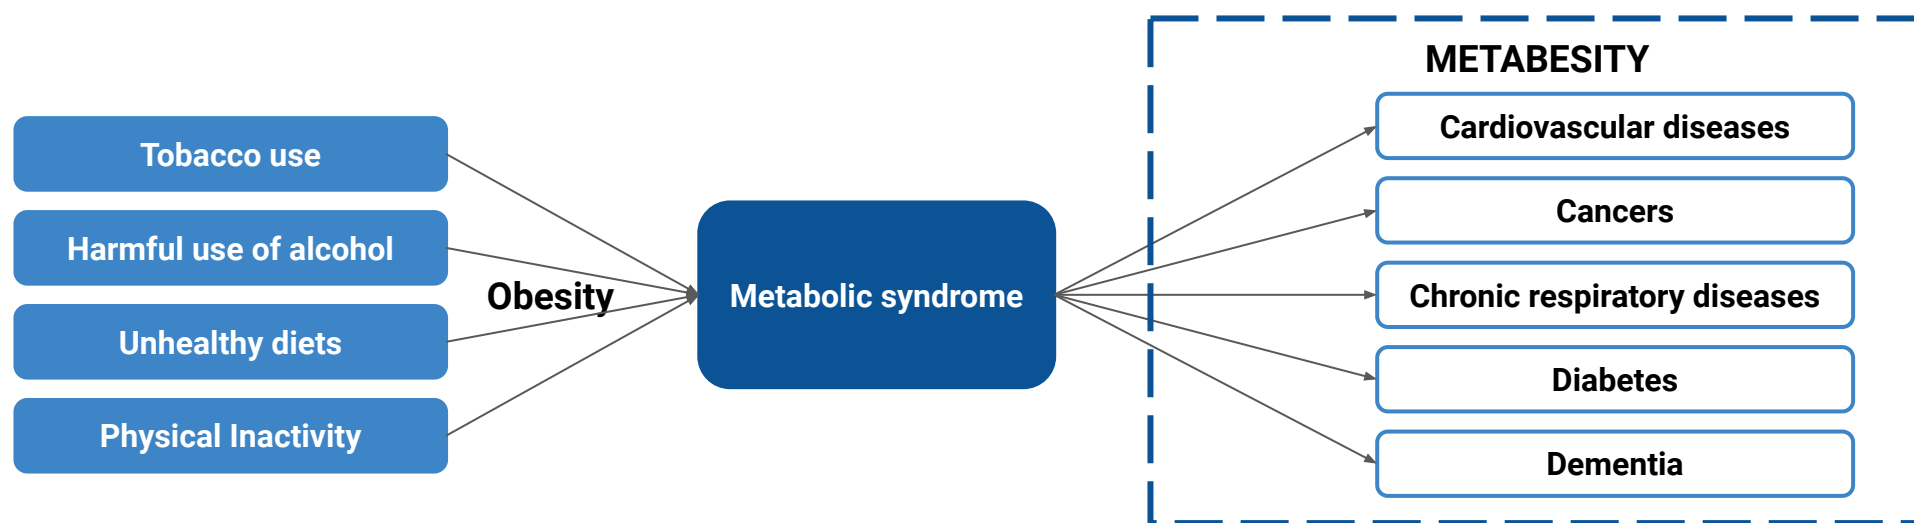 Tobacco use
Harmful use of alcohol
Unhealthy diets
Physical Inactivity
Obesity
Metabolic syndrome
METABESITY
Cardiovascular diseases
Cancers
Chronic respiratory diseases
Diabetes
Dementia